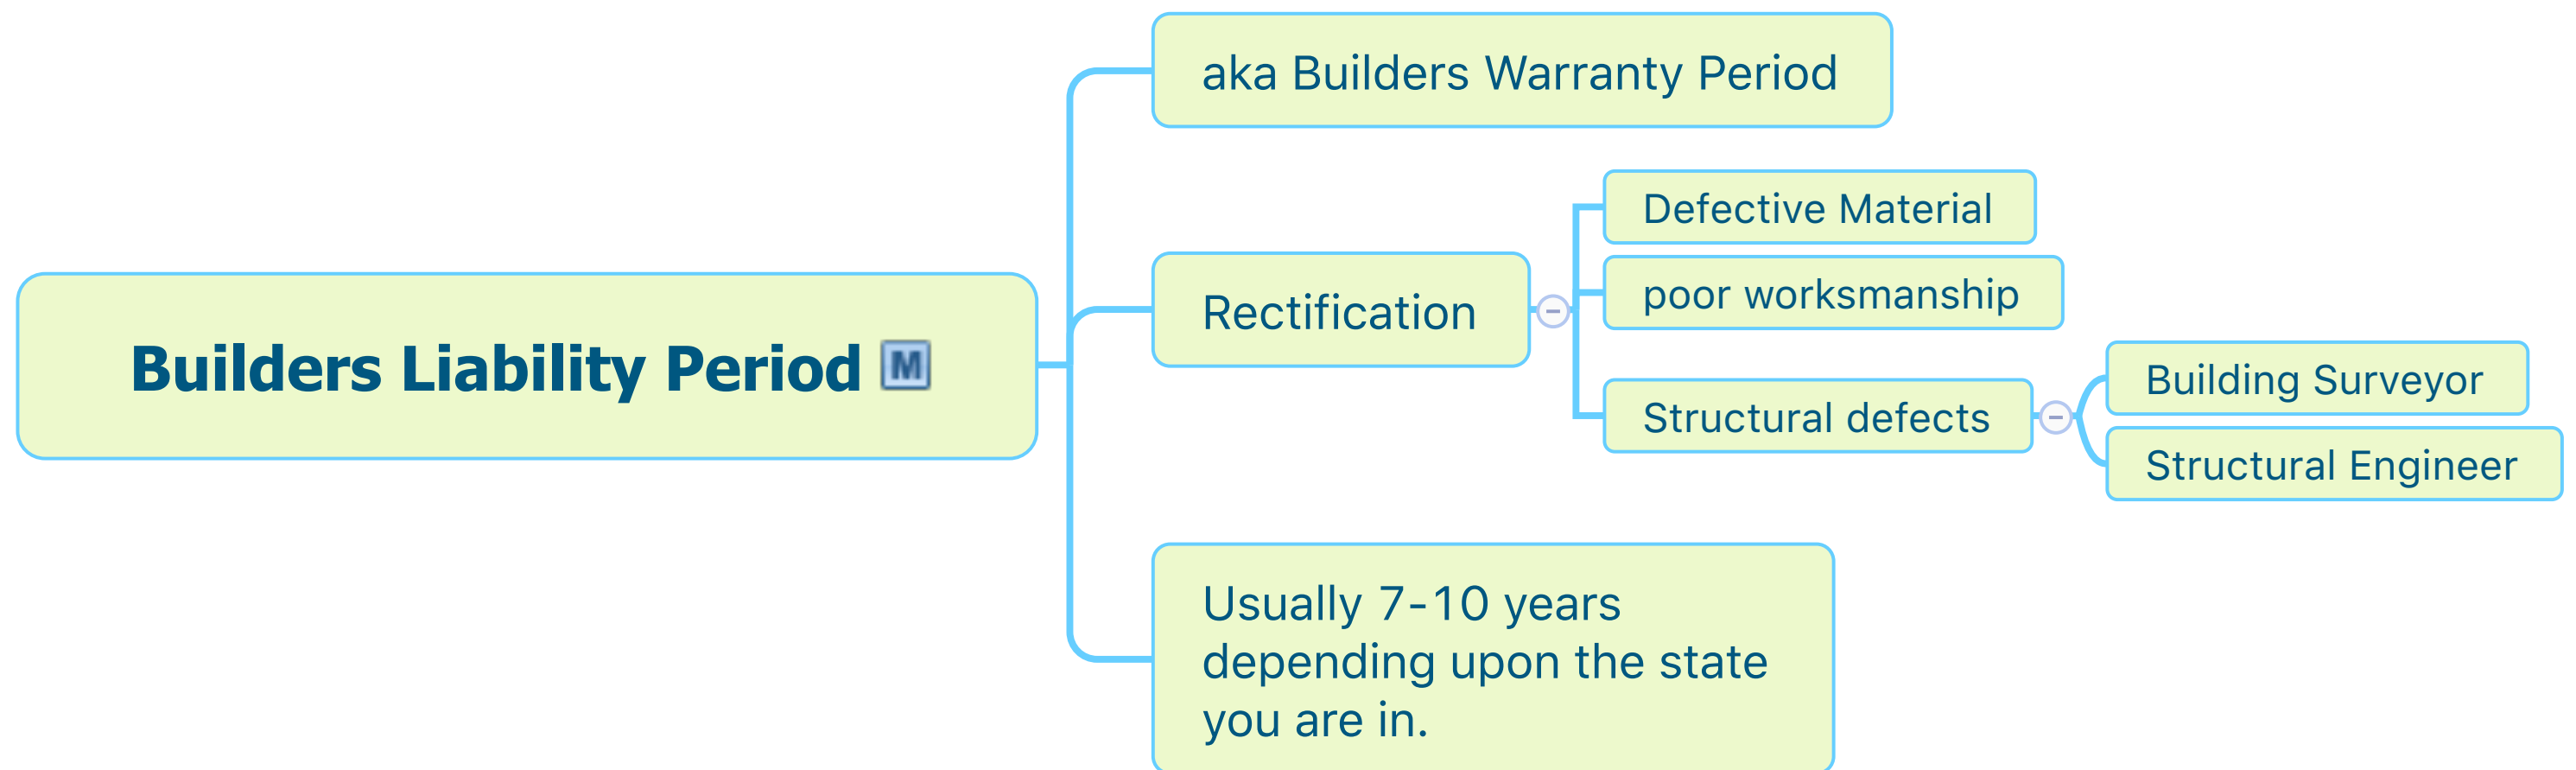 aka Builders Warranty Period
Defective Material
poor worksmanship
Rectification
Builders Liability Period M
Structural defects
Building Surveyor
Structural Engineer
Usually 7-10 years
depending upon the state
you are in.